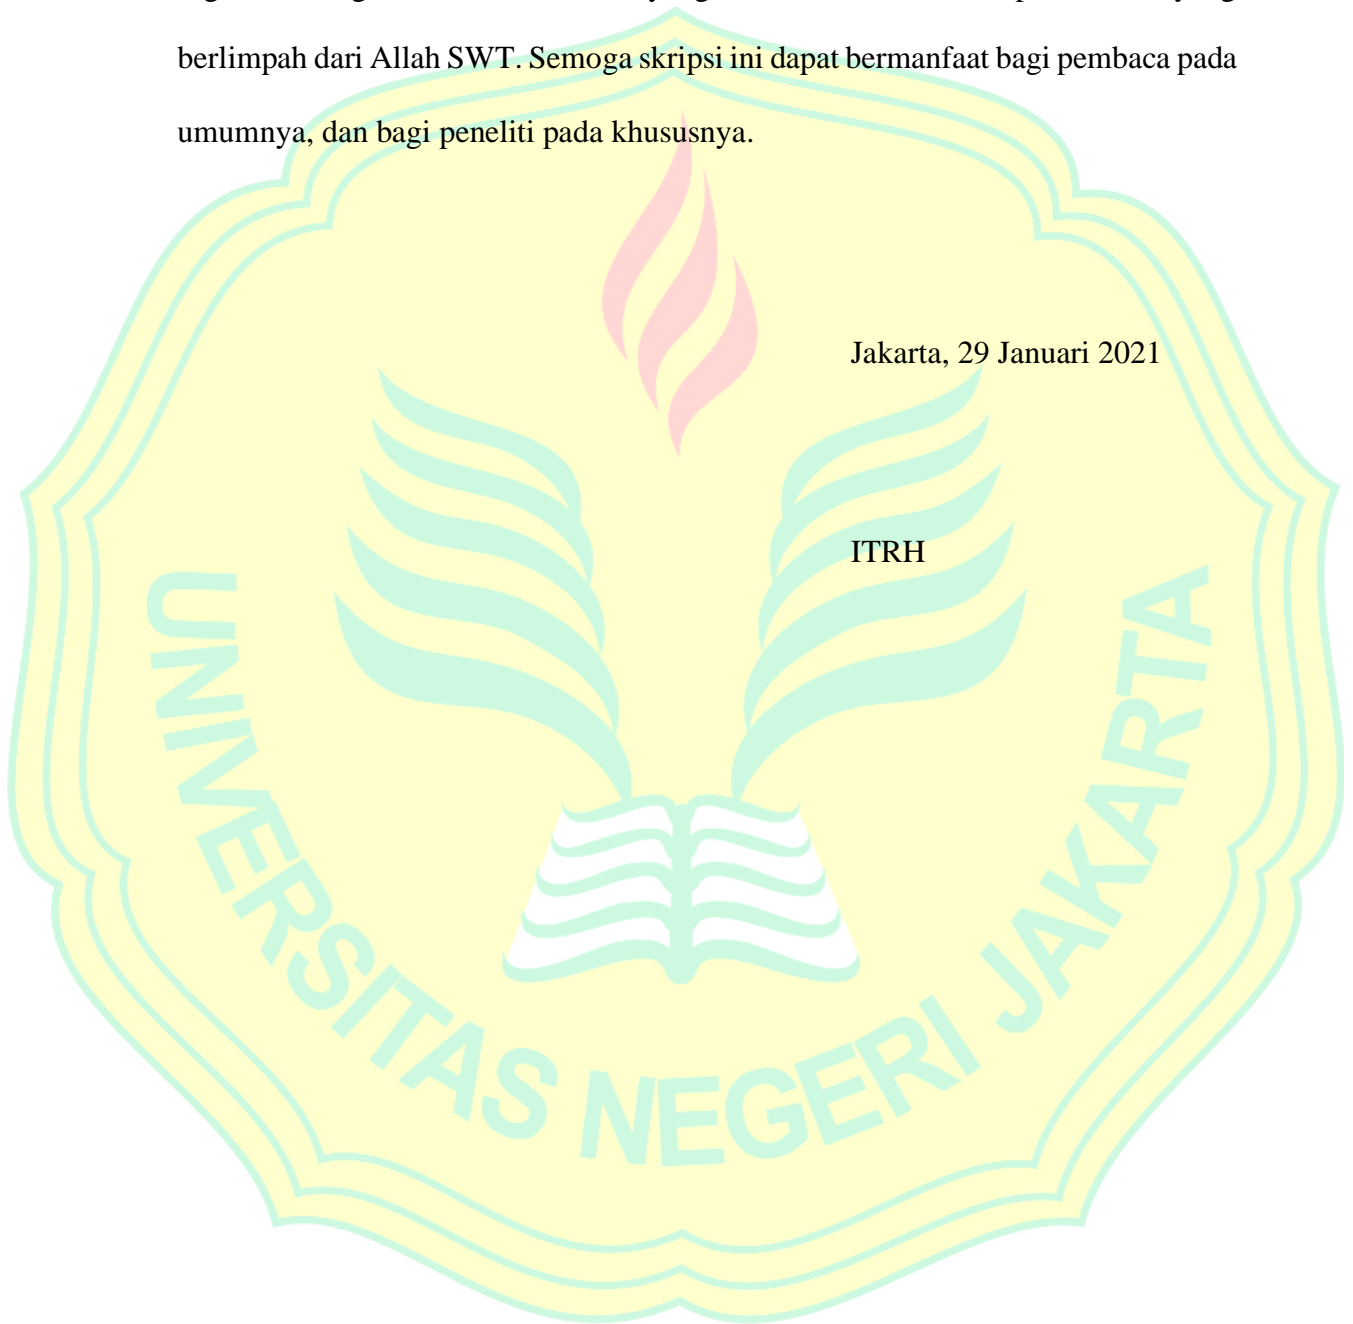 berlimpah dari Allah SWT. Semoga skripsi ini dapat bermanfaat bagi pembaca pada
umumnya, dan bagi peneliti pada khususnya.
Jakarta, 29 Januari 2021
ITRH
UNIVERSITAS NEGERI JAKARTA